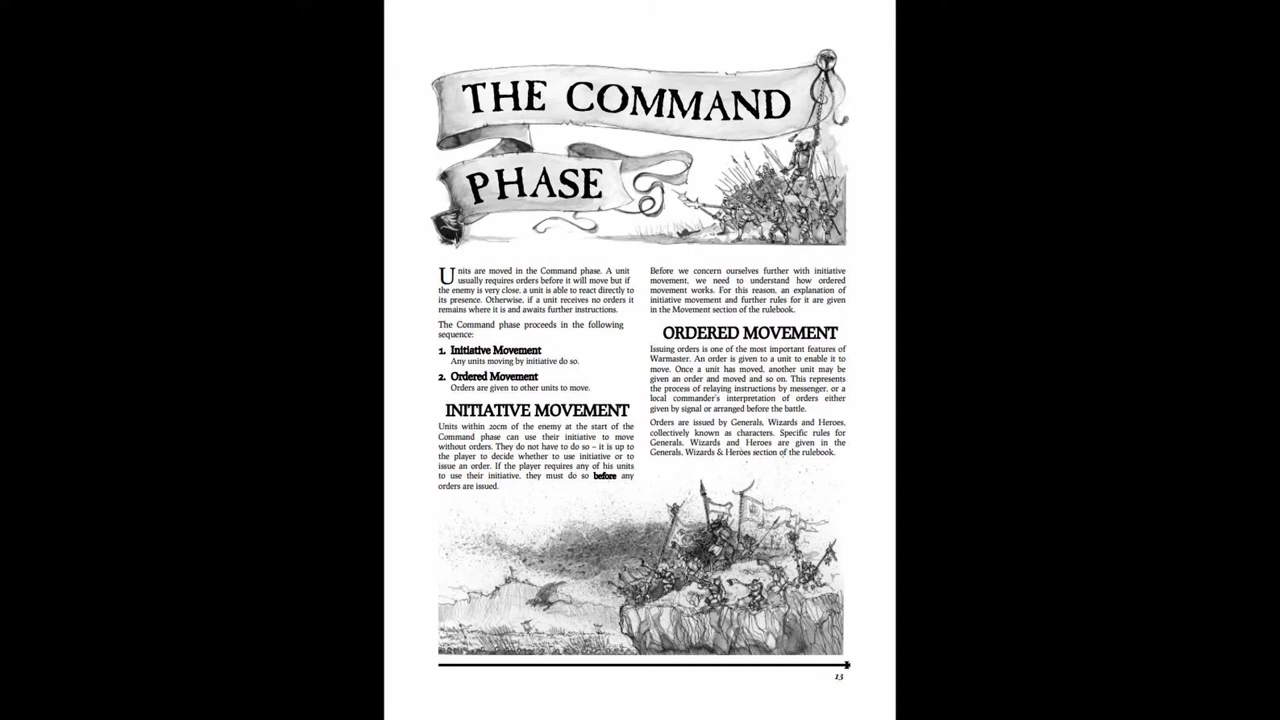 THE COMMAND
PHASE
Units are moved in the Command phase. A unit
usually requires orders before it will move but if
the enemy is very close, a unit is able to react directly to
its presence. Otherwise, if a unit receives no orders it
remains where it is and awaits further instructions.
The Command phase proceeds in the following
sequence:
1. Initiative Movement
Any units moving by initiative do so.
2. Ordered Movement
Orders are given to other units to move.
INITIATIVE MOVEMENT
Units within 20cm of the enemy at the start of the
Command phase can use their initiative to move
without orders. They do not have to do so – it is up to
the player to decide whether to use initiative or to
issue an order. If the player requires any of his units
to use their initiative, they must do so before any
orders are issued.
Before we concern ourselves further with initiative
movement, we need to understand how ordered
movement works. For this reason, an explanation of
initiative movement and further rules for it are given
in the Movement section of the rulebook.
ORDERED MOVEMENT
Issuing orders is one of the most important features of
Warmaster. An order is given to a unit to enable it to
move. Once a unit has moved, another unit may be
given an order and moved and so on. This represents
the process of relaying instructions by messenger, or a
local commander's interpretation of orders either
given by signal or arranged before the battle.
Orders are issued by Generals, Wizards and Heroes,
collectively known as characters. Specific rules for
Generals, Wizards and Heroes are given in the
Generals, Wizards & Heroes section of the rulebook.
13